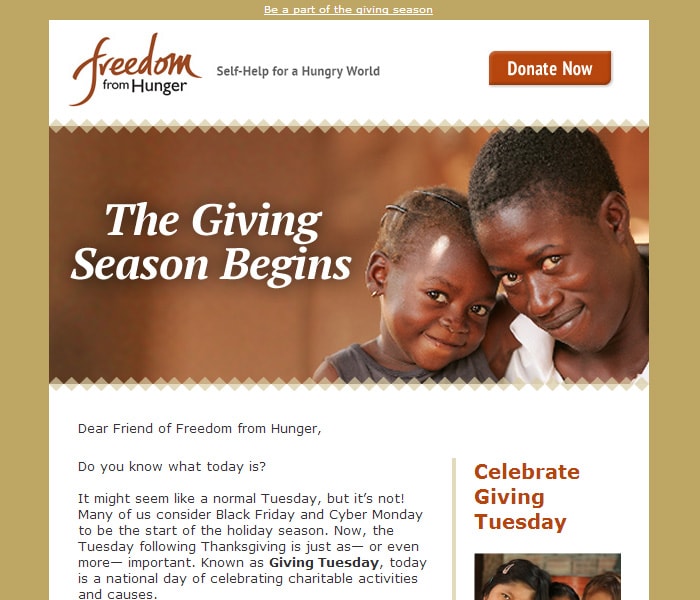 Be a part of the giving season
freedom
from Hunger
Self-Help for a Hungry World
Donate Now
The Giving
Season Begins
Dear Friend of Freedom from Hunger,
Do you know what today is?
It might seem like a normal Tuesday, but it’s not!
Many of us consider Black Friday and Cyber Monday
to be the start of the holiday season. Now, the
Tuesday following Thanksgiving is just as— or even
more— important. Known as Giving Tuesday, today
is a national day of celebrating charitable activities
and causes.
Celebrate
Giving
Tuesday